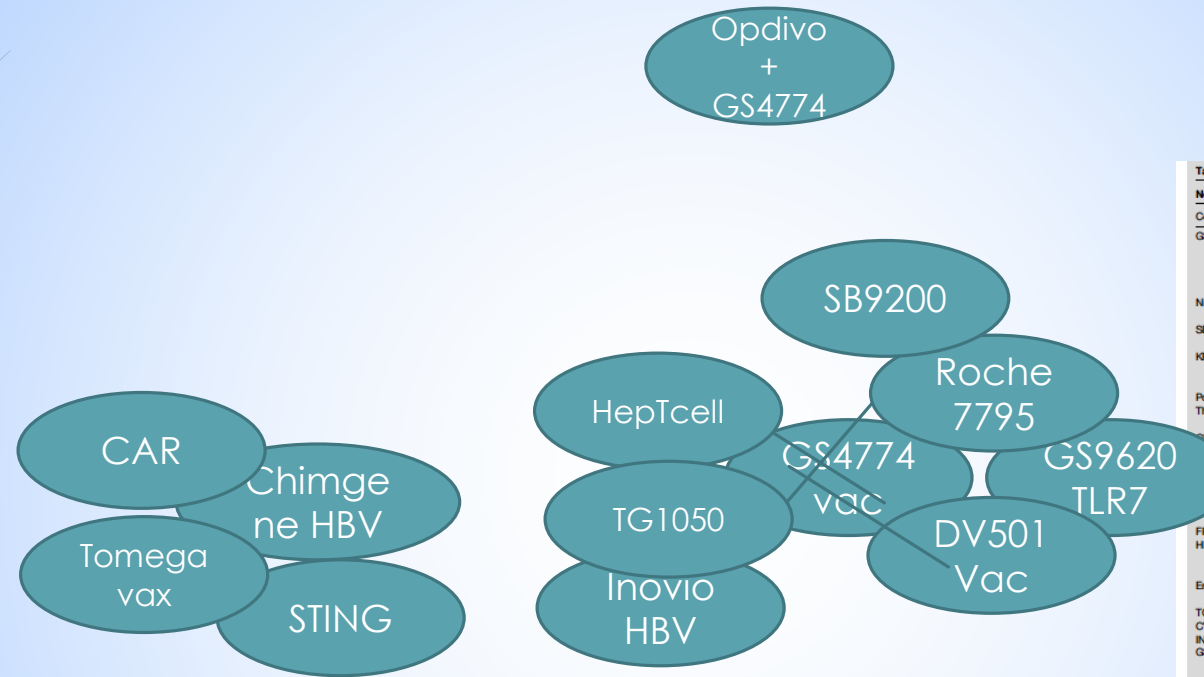 Opdivo
+
GS4774
SB9200
Roche
7795
HepTcell
GS4774
vac
GS9620
TLR7
CAR
Chimge
ne HBV
TG1050
DV501
Vac
Tomega
vax
STING
Inovio
HBV